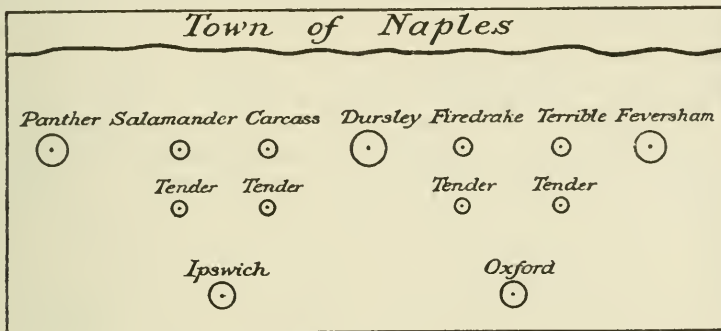 Town of Naples
Panther Salamander Carcass Dursley Firedrake Terrible Feversham
Tender Tender Tender Tender
Ipswich Oxford